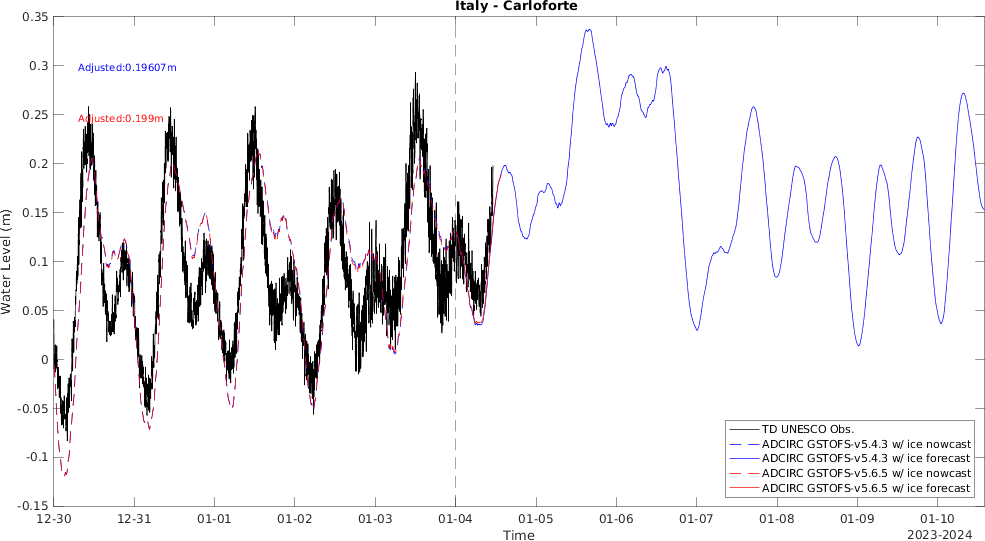 Italy - Carloforte
0.35
0.3
0.25
0.2
0.15
0.1
0.05
0
-0.05
-0.1
-0.15
Water Level (m)
Adjusted:0.19607m
Adjusted:0.199m
TD UNESCO Obs.
ADCIRC GSTOFS-v5.4.3 w/ ice nowcast
ADCIRC GSTOFS-v5.4.3 w/ ice forecast
ADCIRC GSTOFS-v5.6.5 w/ ice nowcast
ADCIRC GSTOFS-v5.6.5 w/ ice forecast
12-30 12-31 01-01 01-02 01-03 01-04 01-05 01-06 01-07 01-08 01-09 01-10
Time
2023-2024